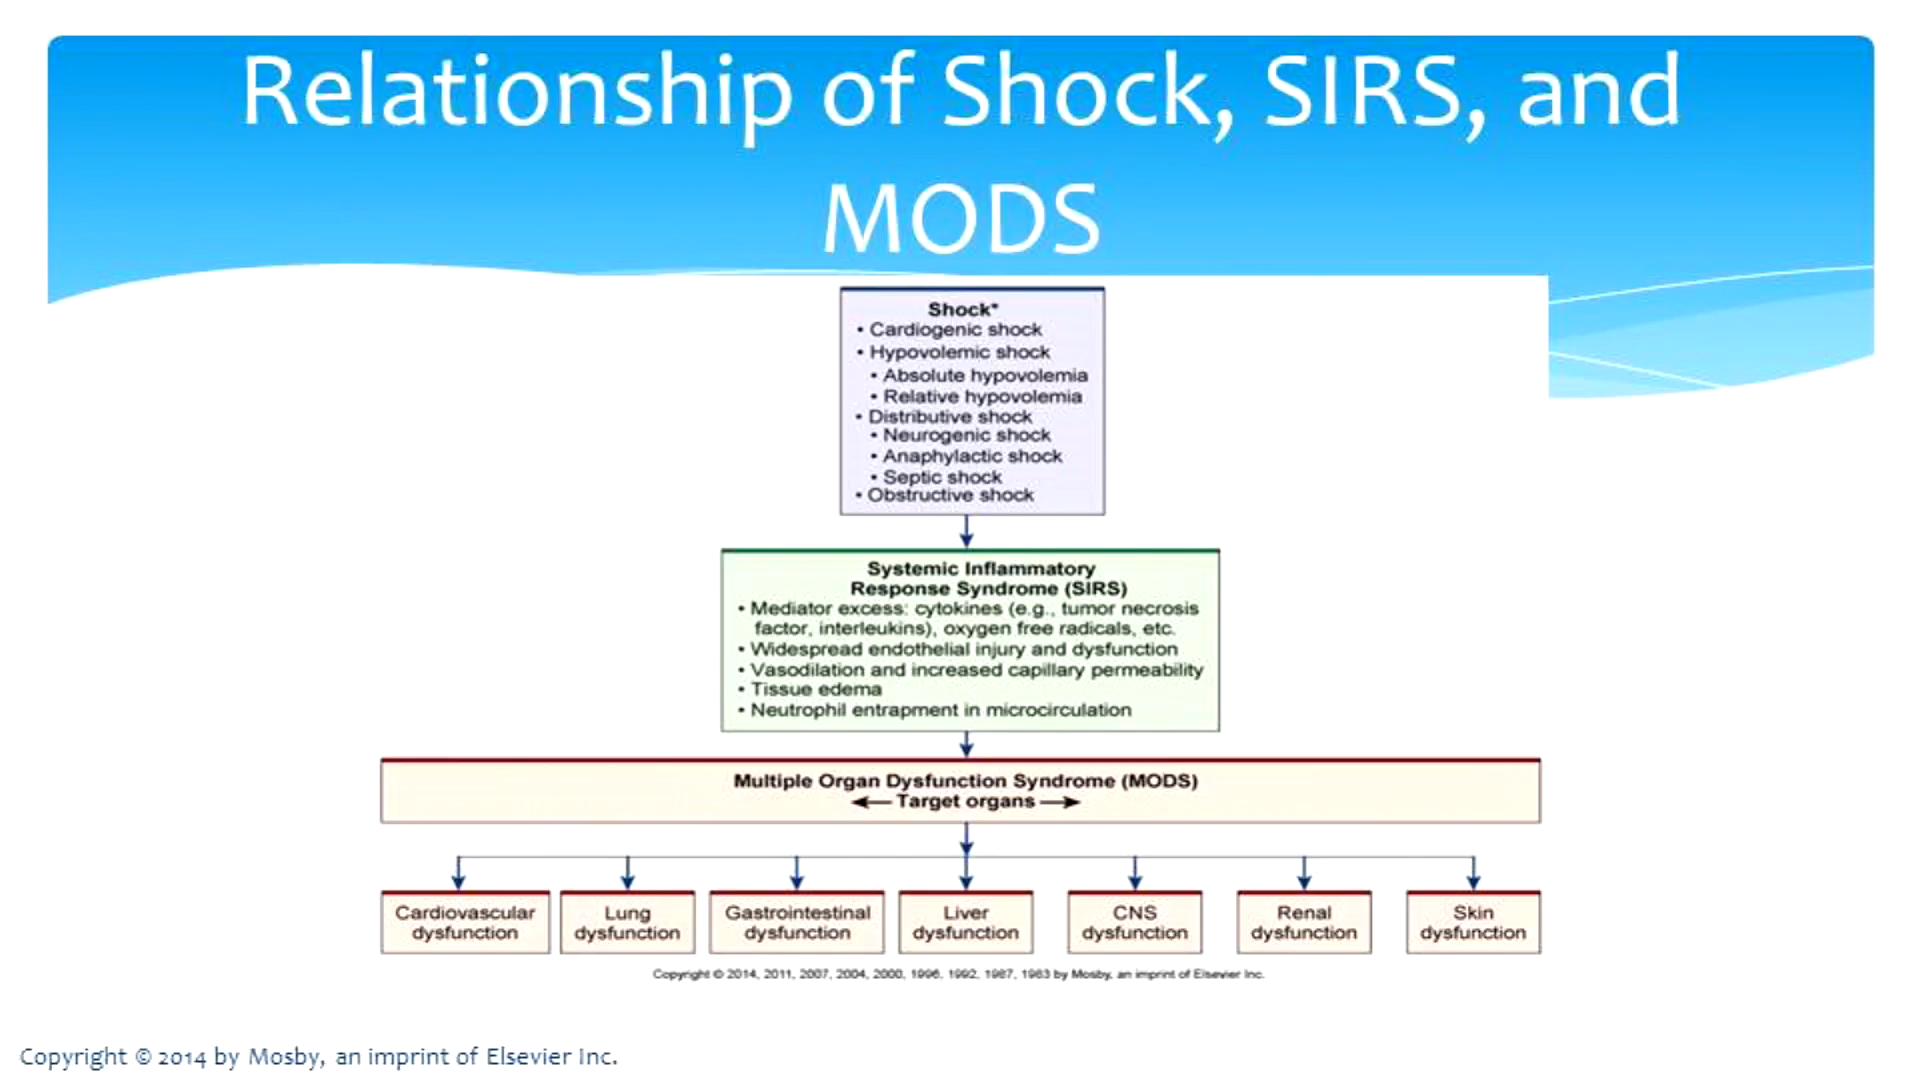 Relationship of Shock, SIRS, and
MODS
Shock*
• Cardiogenic shock
• Hypovolemic shock
• Absolute hypovolemia
• Relative hypovolemia
• Distributive shock
• Neurogenic shock
• Anaphylactic shock
• Septic shock
• Obstructive shock
Systemic Inflammatory
Response Syndrome (SIRS)
• Mediator excess: cytokines (e.g., tumor necrosis
factor, interleukins), oxygen free radicals, etc.
• Widespread endothelial injury and dysfunction
• Vasodilation and increased capillary permeability
• Tissue edema
• Neutrophil entrapment in microcirculation
Multiple Organ Dysfunction Syndrome (MODS)
Target organs
Cardiovascular
dysfunction
Lung
dysfunction
Gastrointestinal
dysfunction
Liver
dysfunction
CNS
dysfunction
Renal
dysfunction
Skin
dysfunction
Copyright © 2014, 2011, 2007, 2004, 2000, 1996, 1992, 1987, 1983 by Mosby, an imprint of Elsevier Inc.
Copyright © 2014 by Mosby, an imprint of Elsevier Inc.